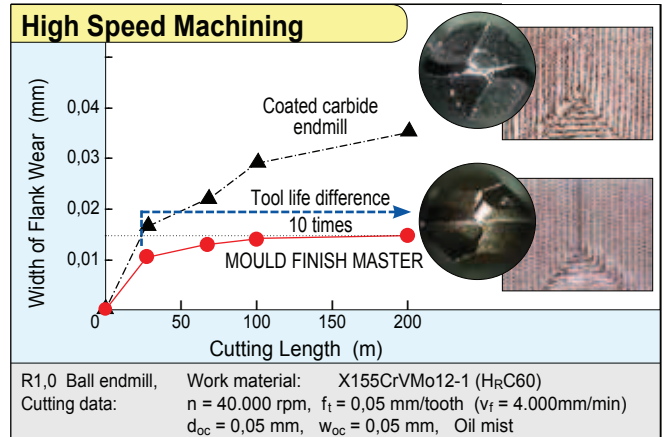 High Speed Machining
Width of Flank Wear (mm)
0,04
0,03
0,02
0,01
0
50
100
150
200
Cutting Length (m)
Coated carbide
endmill
Tool life difference
10 times
MOULD FINISH MASTER
R1,0 Ball endmill, Work material: X155CrVMo12-1 (HRC60)
Cutting data: n = 40.000 rpm, ft = 0,05 mm/tooth (vf = 4.000mm/min)
doc = 0,05 mm, woc = 0,05 mm, Oil mist